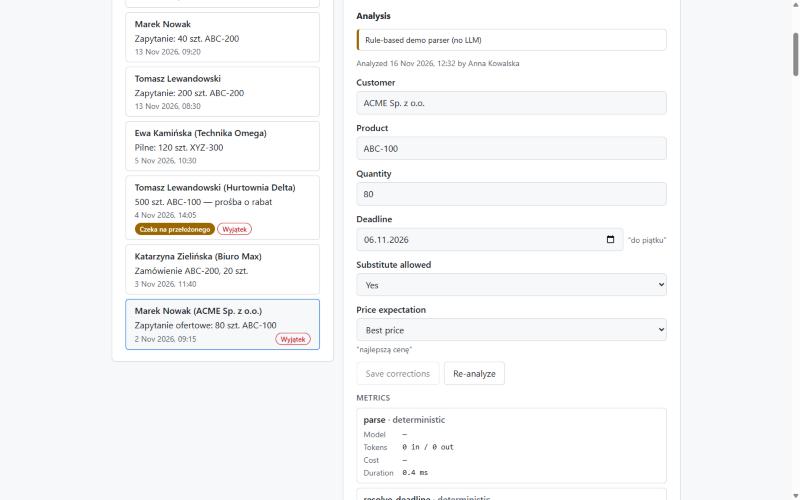 Marek Nowak
Zapytanie: 40 szt. ABC-200
13 Nov 2026, 09:20
Tomasz Lewandowski
Zapytanie: 200 szt. ABC-200
13 Nov 2026, 08:30
Ewa Kamińska (Technika Omega)
Pilne: 120 szt. XYZ-300
5 Nov 2026, 10:30
Tomasz Lewandowski (Hurtownia Delta)
500 szt. ABC-100 — prośba o rabat
4 Nov 2026, 14:05
Czeka na przełożonego Wyjątek
Katarzyna Zielińska (Biuro Max)
Zamówienie ABC-200, 20 szt.
3 Nov 2026, 11:40
Marek Nowak (ACME Sp. z o.o.)
Zapytanie ofertowe: 80 szt. ABC-100
2 Nov 2026, 09:15 Wyjątek
Analysis
Rule-based demo parser (no LLM)
Analyzed 16 Nov 2026, 12:32 by Anna Kowalska
Customer
ACME Sp. z o.o.
Product
ABC-100
Quantity
80
Deadline
06.11.2026 "do piątku"
Substitute allowed
Yes
Price expectation
Best price
"najlepszą cenę"
Save corrections Re-analyze
METRICS
parse · deterministic
Model –
Tokens 0 in / 0 out
Cost –
Duration 0.4 ms
resolve-deadline · deterministic